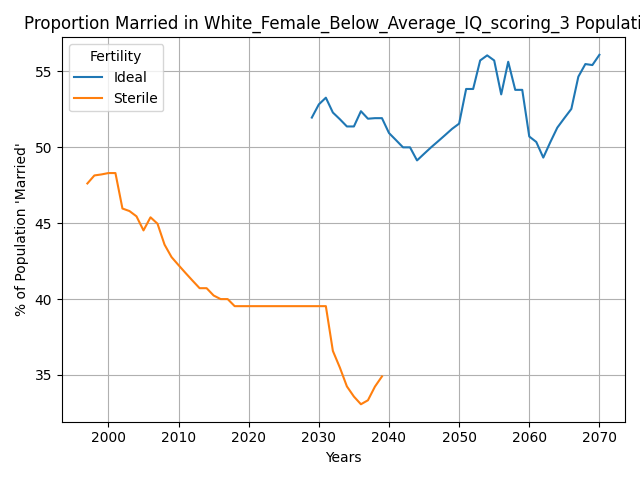 Proportion Married in White_Female_Below_Average_IQ_scoring_3 Populati
Fertility
Ideal
Sterile
% of Population 'Married'
55
50
45
40
35
2000 2010 2020 2030 2040 2050 2060 2070
Years